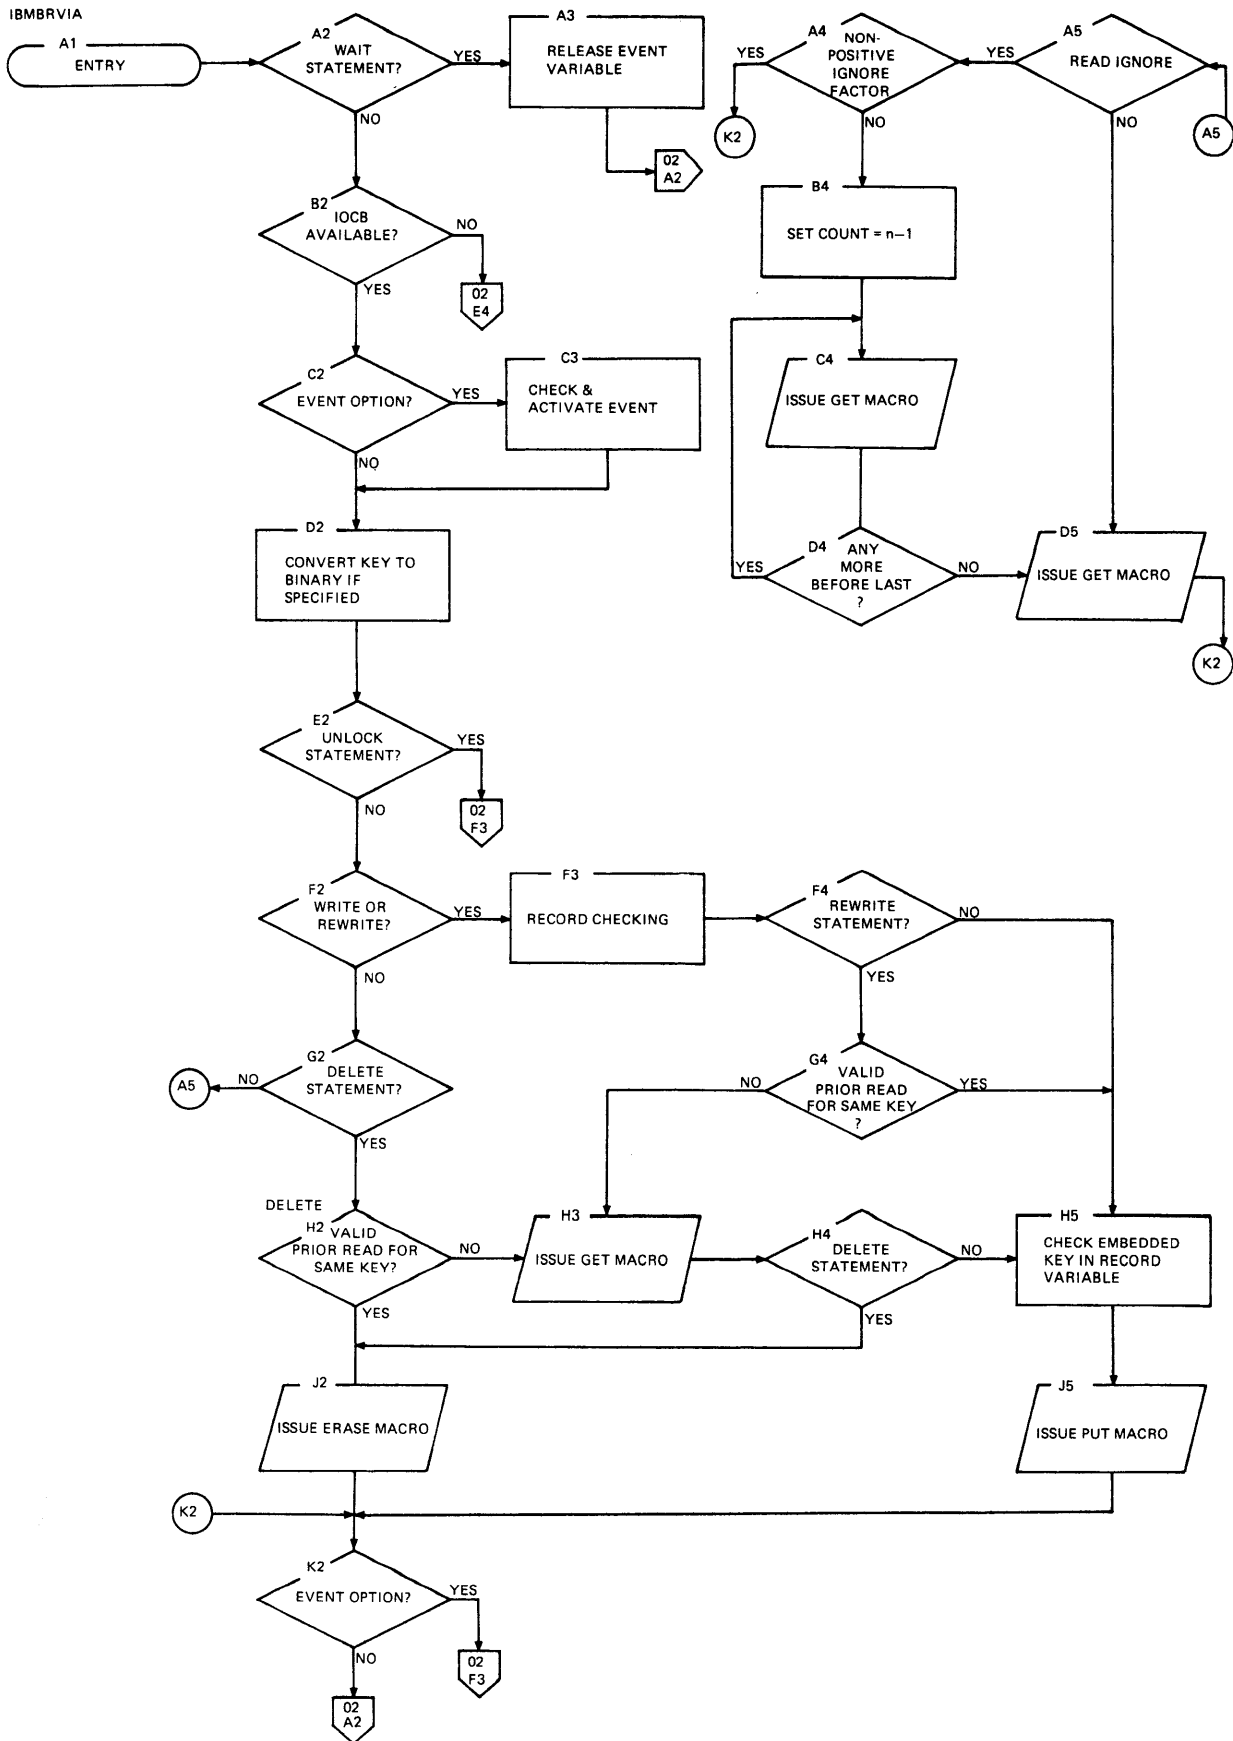 IBMBRVIA
A1
ENTRY
A2
WAIT
STATEMENT?
YES
NO
A3
RELEASE EVENT
VARIABLE
02
A2
A4
NON-
POSITIVE
IGNORE
FACTOR
YES
NO
K2
A5
READ IGNORE
YES
NO
A5
B2
IOCB
AVAILABLE?
NO
YES
02
E4
B4
SET COUNT = n−1
C2
EVENT OPTION?
YES
NO
C3
CHECK &
ACTIVATE EVENT
C4
ISSUE GET MACRO
D2
CONVERT KEY TO
BINARY IF
SPECIFIED
D4
ANY
MORE
BEFORE LAST
?
YES
NO
D5
ISSUE GET MACRO
K2
E2
UNLOCK
STATEMENT?
YES
NO
02
F3
F2
WRITE OR
REWRITE?
YES
NO
F3
RECORD CHECKING
F4
REWRITE
STATEMENT?
NO
YES
G2
DELETE
STATEMENT?
NO
YES
A5
G4
VALID
PRIOR READ
FOR SAME KEY
?
NO
YES
DELETE
H2
VALID
PRIOR READ FOR
SAME KEY?
NO
YES
H3
ISSUE GET MACRO
H4
DELETE
STATEMENT?
NO
YES
H5
CHECK EMBEDDED
KEY IN RECORD
VARIABLE
J2
ISSUE ERASE MACRO
J5
ISSUE PUT MACRO
K2
K2
EVENT OPTION?
YES
NO
02
F3
02
A2